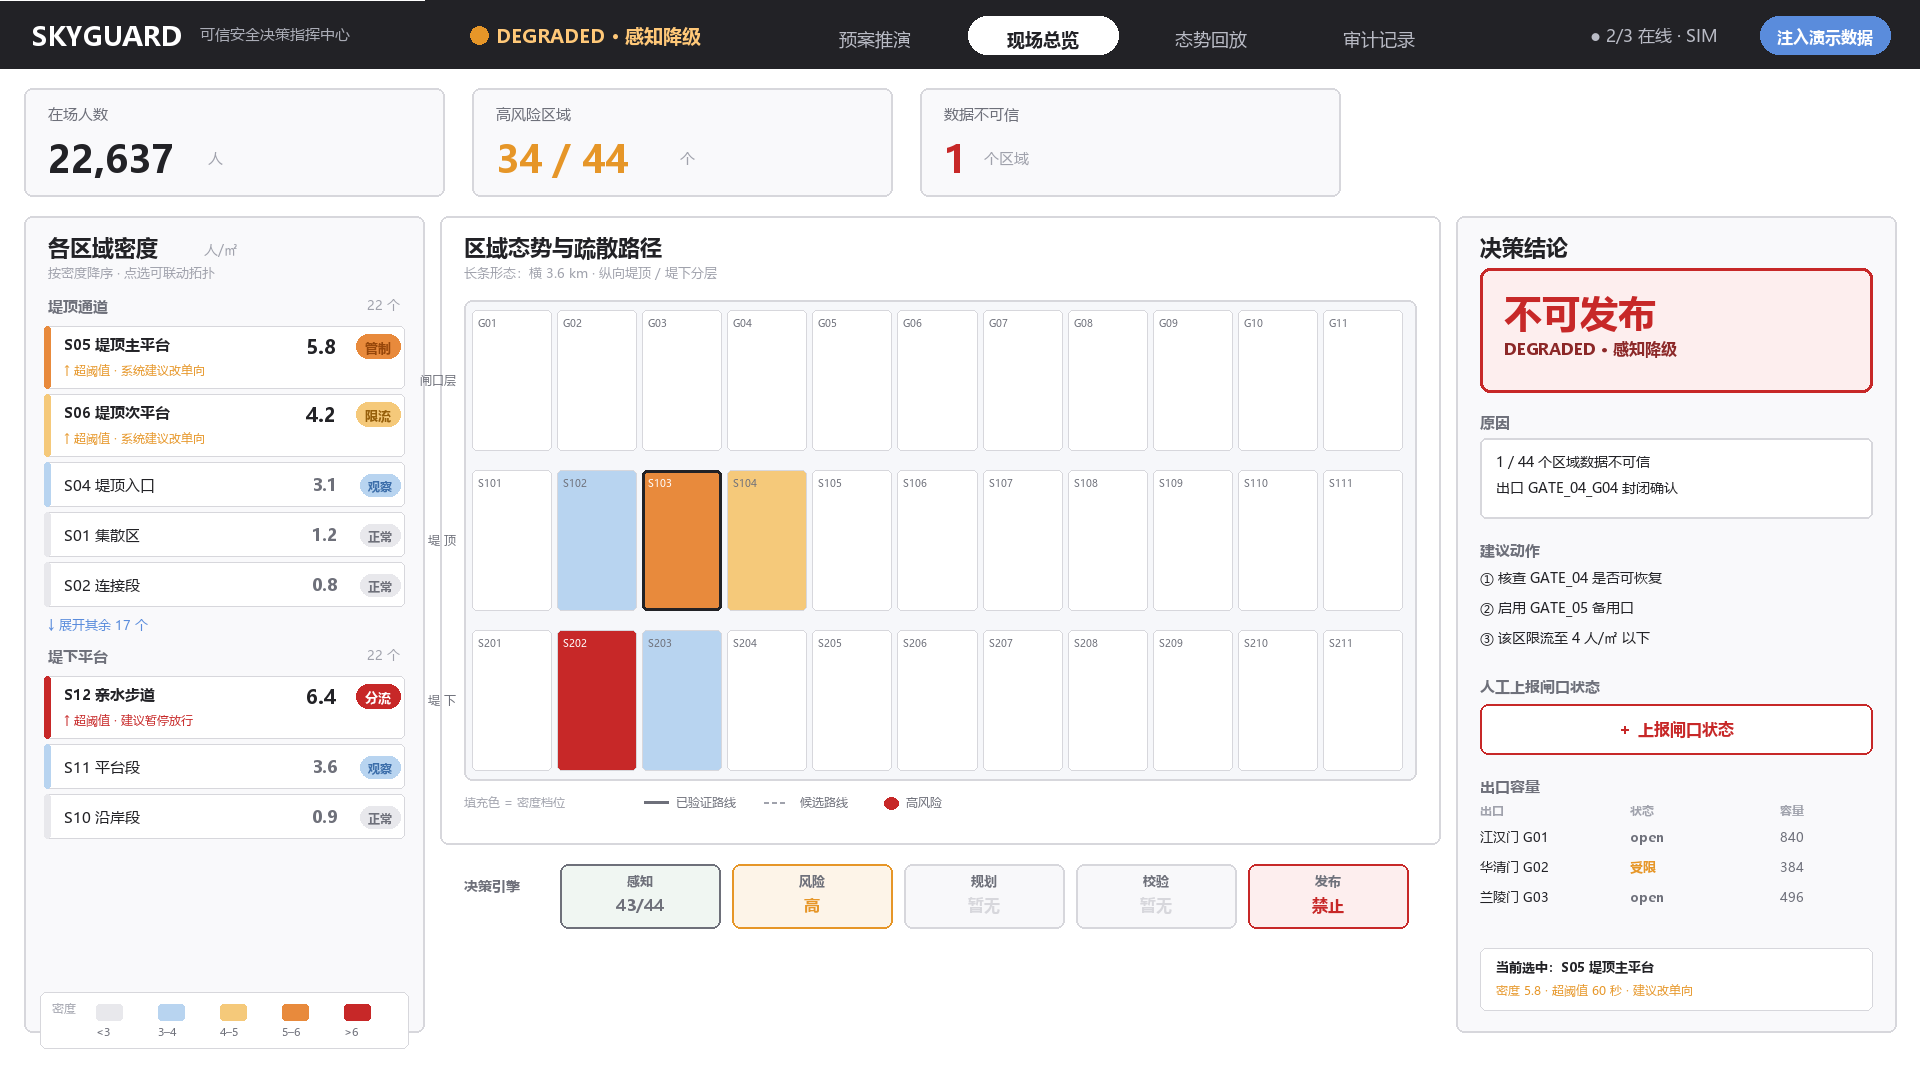 SKYGUARD
可信安全决策指挥中心
DEGRADED • 感知降级
预案推演
现场总览
态势回放
审计记录
● 2/3 在线 · SIM
注入演示数据
在场人数
22,637 人
高风险区域
34 / 44 个
数据不可信
1 个区域
各区域密度 人/㎡
按密度降序 · 点选可联动拓扑
堤顶通道 22 个
S05 堤顶主平台 5.8 管制
↑ 超阈值 · 系统建议改单向
S06 堤顶次平台 4.2 限流
↑ 超阈值 · 系统建议改单向
S04 堤顶入口 3.1 观察
S01 集散区 1.2 正常
S02 连接段 0.8 正常
↓ 展开其余 17 个
堤下平台 22 个
S12 亲水步道 6.4 分流
↑ 超阈值 · 建议暂停放行
S11 平台段 3.6 观察
S10 沿岸段 0.9 正常
密度
<3 3–4 4–5 5–6 >6
区域态势与疏散路径
长条形态：横 3.6 km · 纵向堤顶 / 堤下分层
闸口层
G01 G02 G03 G04 G05 G06 G07 G08 G09 G10 G11
堤 顶
S101 S102 S103 S104 S105 S106 S107 S108 S109 S110 S111
堤 下
S201 S202 S203 S204 S205 S206 S207 S208 S209 S210 S211
填充色 = 密度档位 已验证路线 候选路线 高风险
决策引擎
感知
43/44
风险
高
规划
暂无
校验
暂无
发布
禁止
决策结论
不可发布
DEGRADED • 感知降级
原因
1 / 44 个区域数据不可信
出口 GATE_04_G04 封闭确认
建议动作
① 核查 GATE_04 是否可恢复
② 启用 GATE_05 备用口
③ 该区限流至 4 人/㎡ 以下
人工上报闸口状态
+ 上报闸口状态
出口容量
出口 状态 容量
江汉门 G01 open 840
华清门 G02 受限 384
兰陵门 G03 open 496
当前选中：S05 堤顶主平台
密度 5.8 · 超阈值 60 秒 · 建议改单向